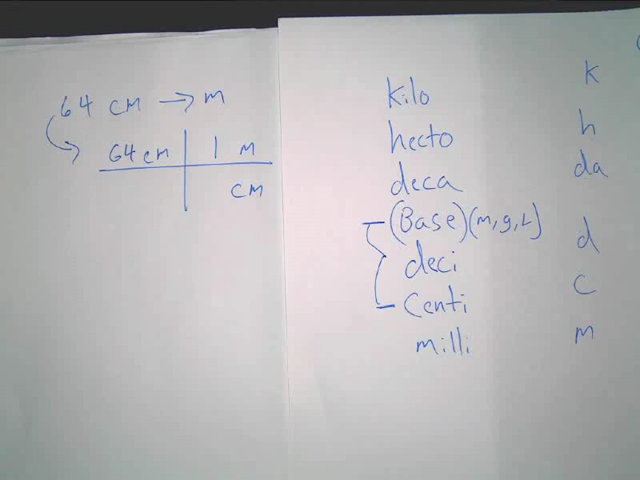 64 cm → m
64 cm | 1 m
cm
kilo k
hecto h
deca da
(Base)(m,g,L)
deci d
Centi c
milli m